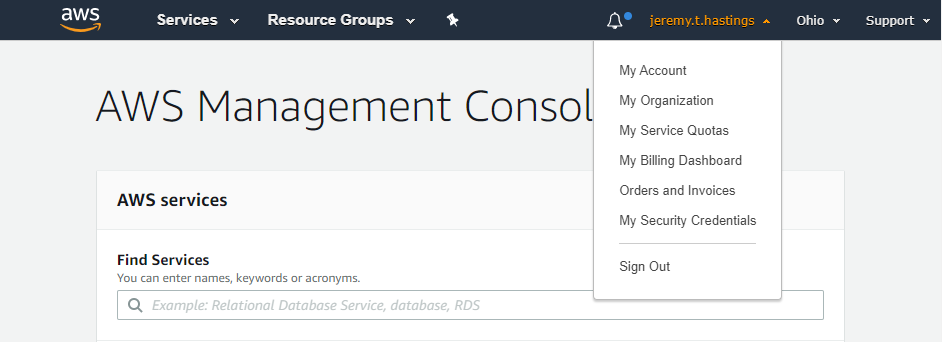 aws Services Resource Groups jeremy.t.hastings Ohio Support
AWS Management Consol
My Account
My Organization
My Service Quotas
My Billing Dashboard
Orders and Invoices
My Security Credentials
Sign Out
AWS services
Find Services
You can enter names, keywords or acronyms.
Example: Relational Database Service, database, RDS